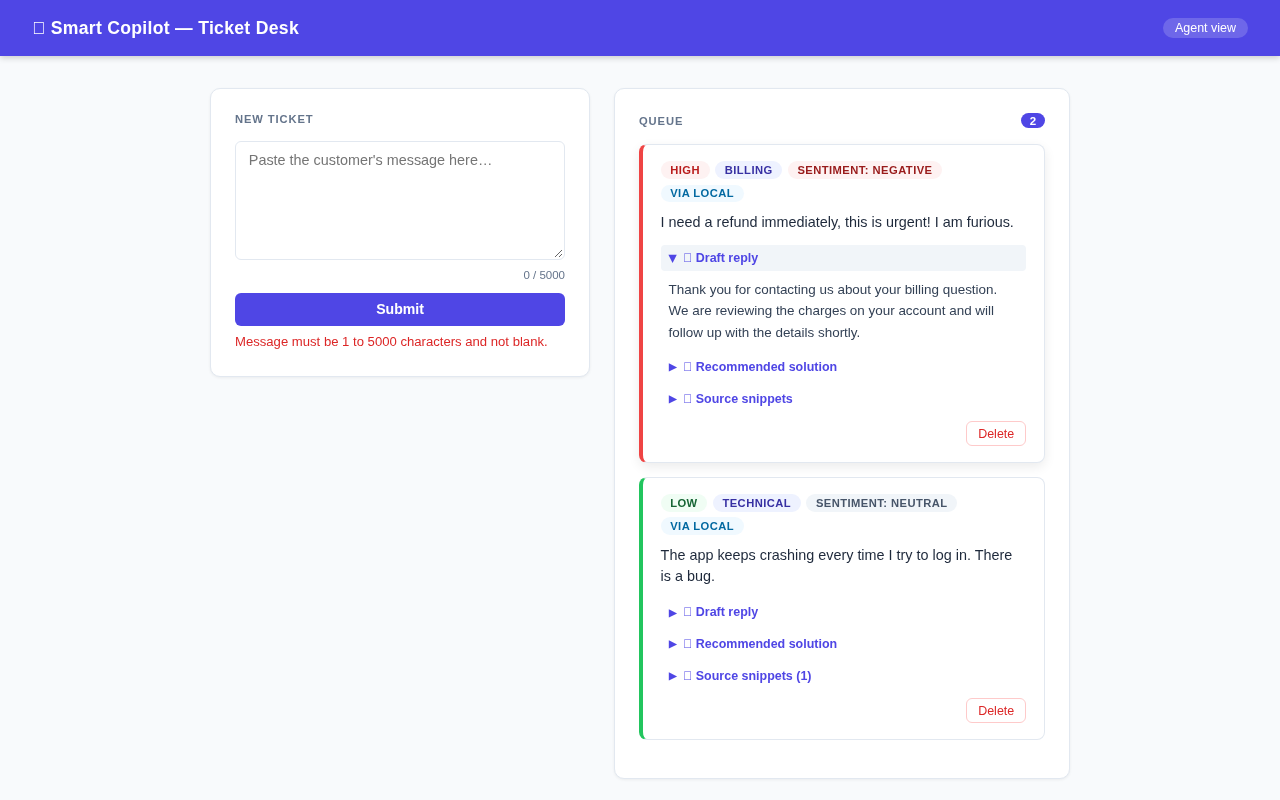 Smart Copilot — Ticket Desk
Agent view
NEW TICKET
Paste the customer's message here…
0 / 5000
Submit
Message must be 1 to 5000 characters and not blank.
QUEUE
2
HIGH BILLING SENTIMENT: NEGATIVE
VIA LOCAL
I need a refund immediately, this is urgent! I am furious.
▼ Draft reply
Thank you for contacting us about your billing question.
We are reviewing the charges on your account and will
follow up with the details shortly.
▶ Recommended solution
▶ Source snippets
Delete
LOW TECHNICAL SENTIMENT: NEUTRAL
VIA LOCAL
The app keeps crashing every time I try to log in. There
is a bug.
▶ Draft reply
▶ Recommended solution
▶ Source snippets (1)
Delete